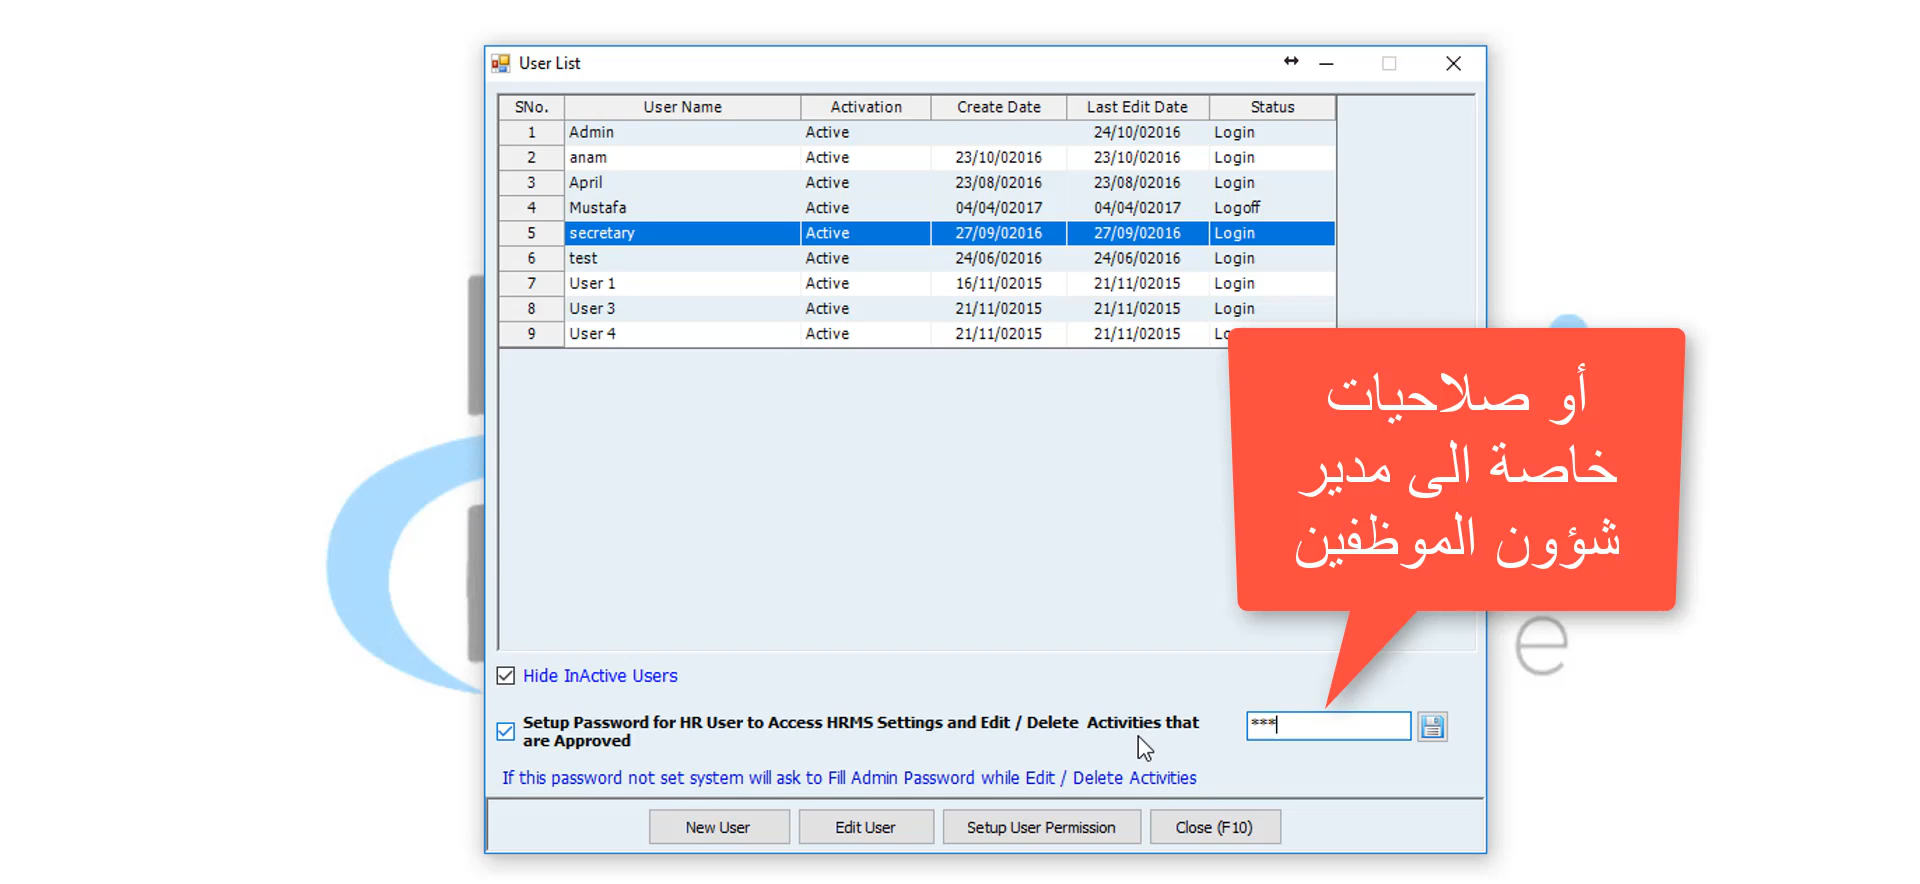 User List
SNo. User Name Activation Create Date Last Edit Date Status
1 Admin Active 24/10/02016 Login
2 anam Active 23/10/02016 23/10/02016 Login
3 April Active 23/08/02016 23/08/02016 Login
4 Mustafa Active 04/04/02017 04/04/02017 Logoff
5 secretary Active 27/09/02016 27/09/02016 Login
6 test Active 24/06/02016 24/06/02016 Login
7 User 1 Active 16/11/02015 21/11/02015 Login
8 User 3 Active 21/11/02015 21/11/02015 Login
9 User 4 Active 21/11/02015 21/11/02015
أو صلاحيات
خاصة الى مدير
شؤون الموظفين
e
Hide InActive Users
Setup Password for HR User to Access HRMS Settings and Edit / Delete Activities that
are Approved
***
If this password not set system will ask to Fill Admin Password while Edit / Delete Activities
New User Edit User Setup User Permission Close (F10)